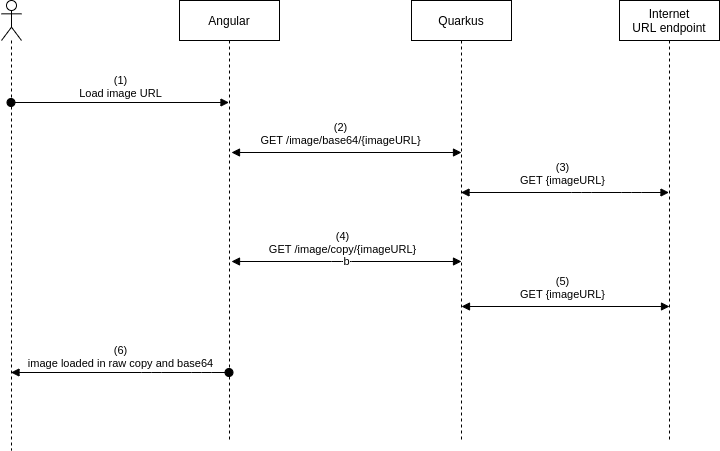 Angular
Quarkus
Internet
URL endpoint
(1)
Load image URL
(2)
GET /image/base64/{imageURL}
(3)
GET {imageURL}
(4)
GET /image/copy/{imageURL}
b
(5)
GET {imageURL}
(6)
image loaded in raw copy and base64